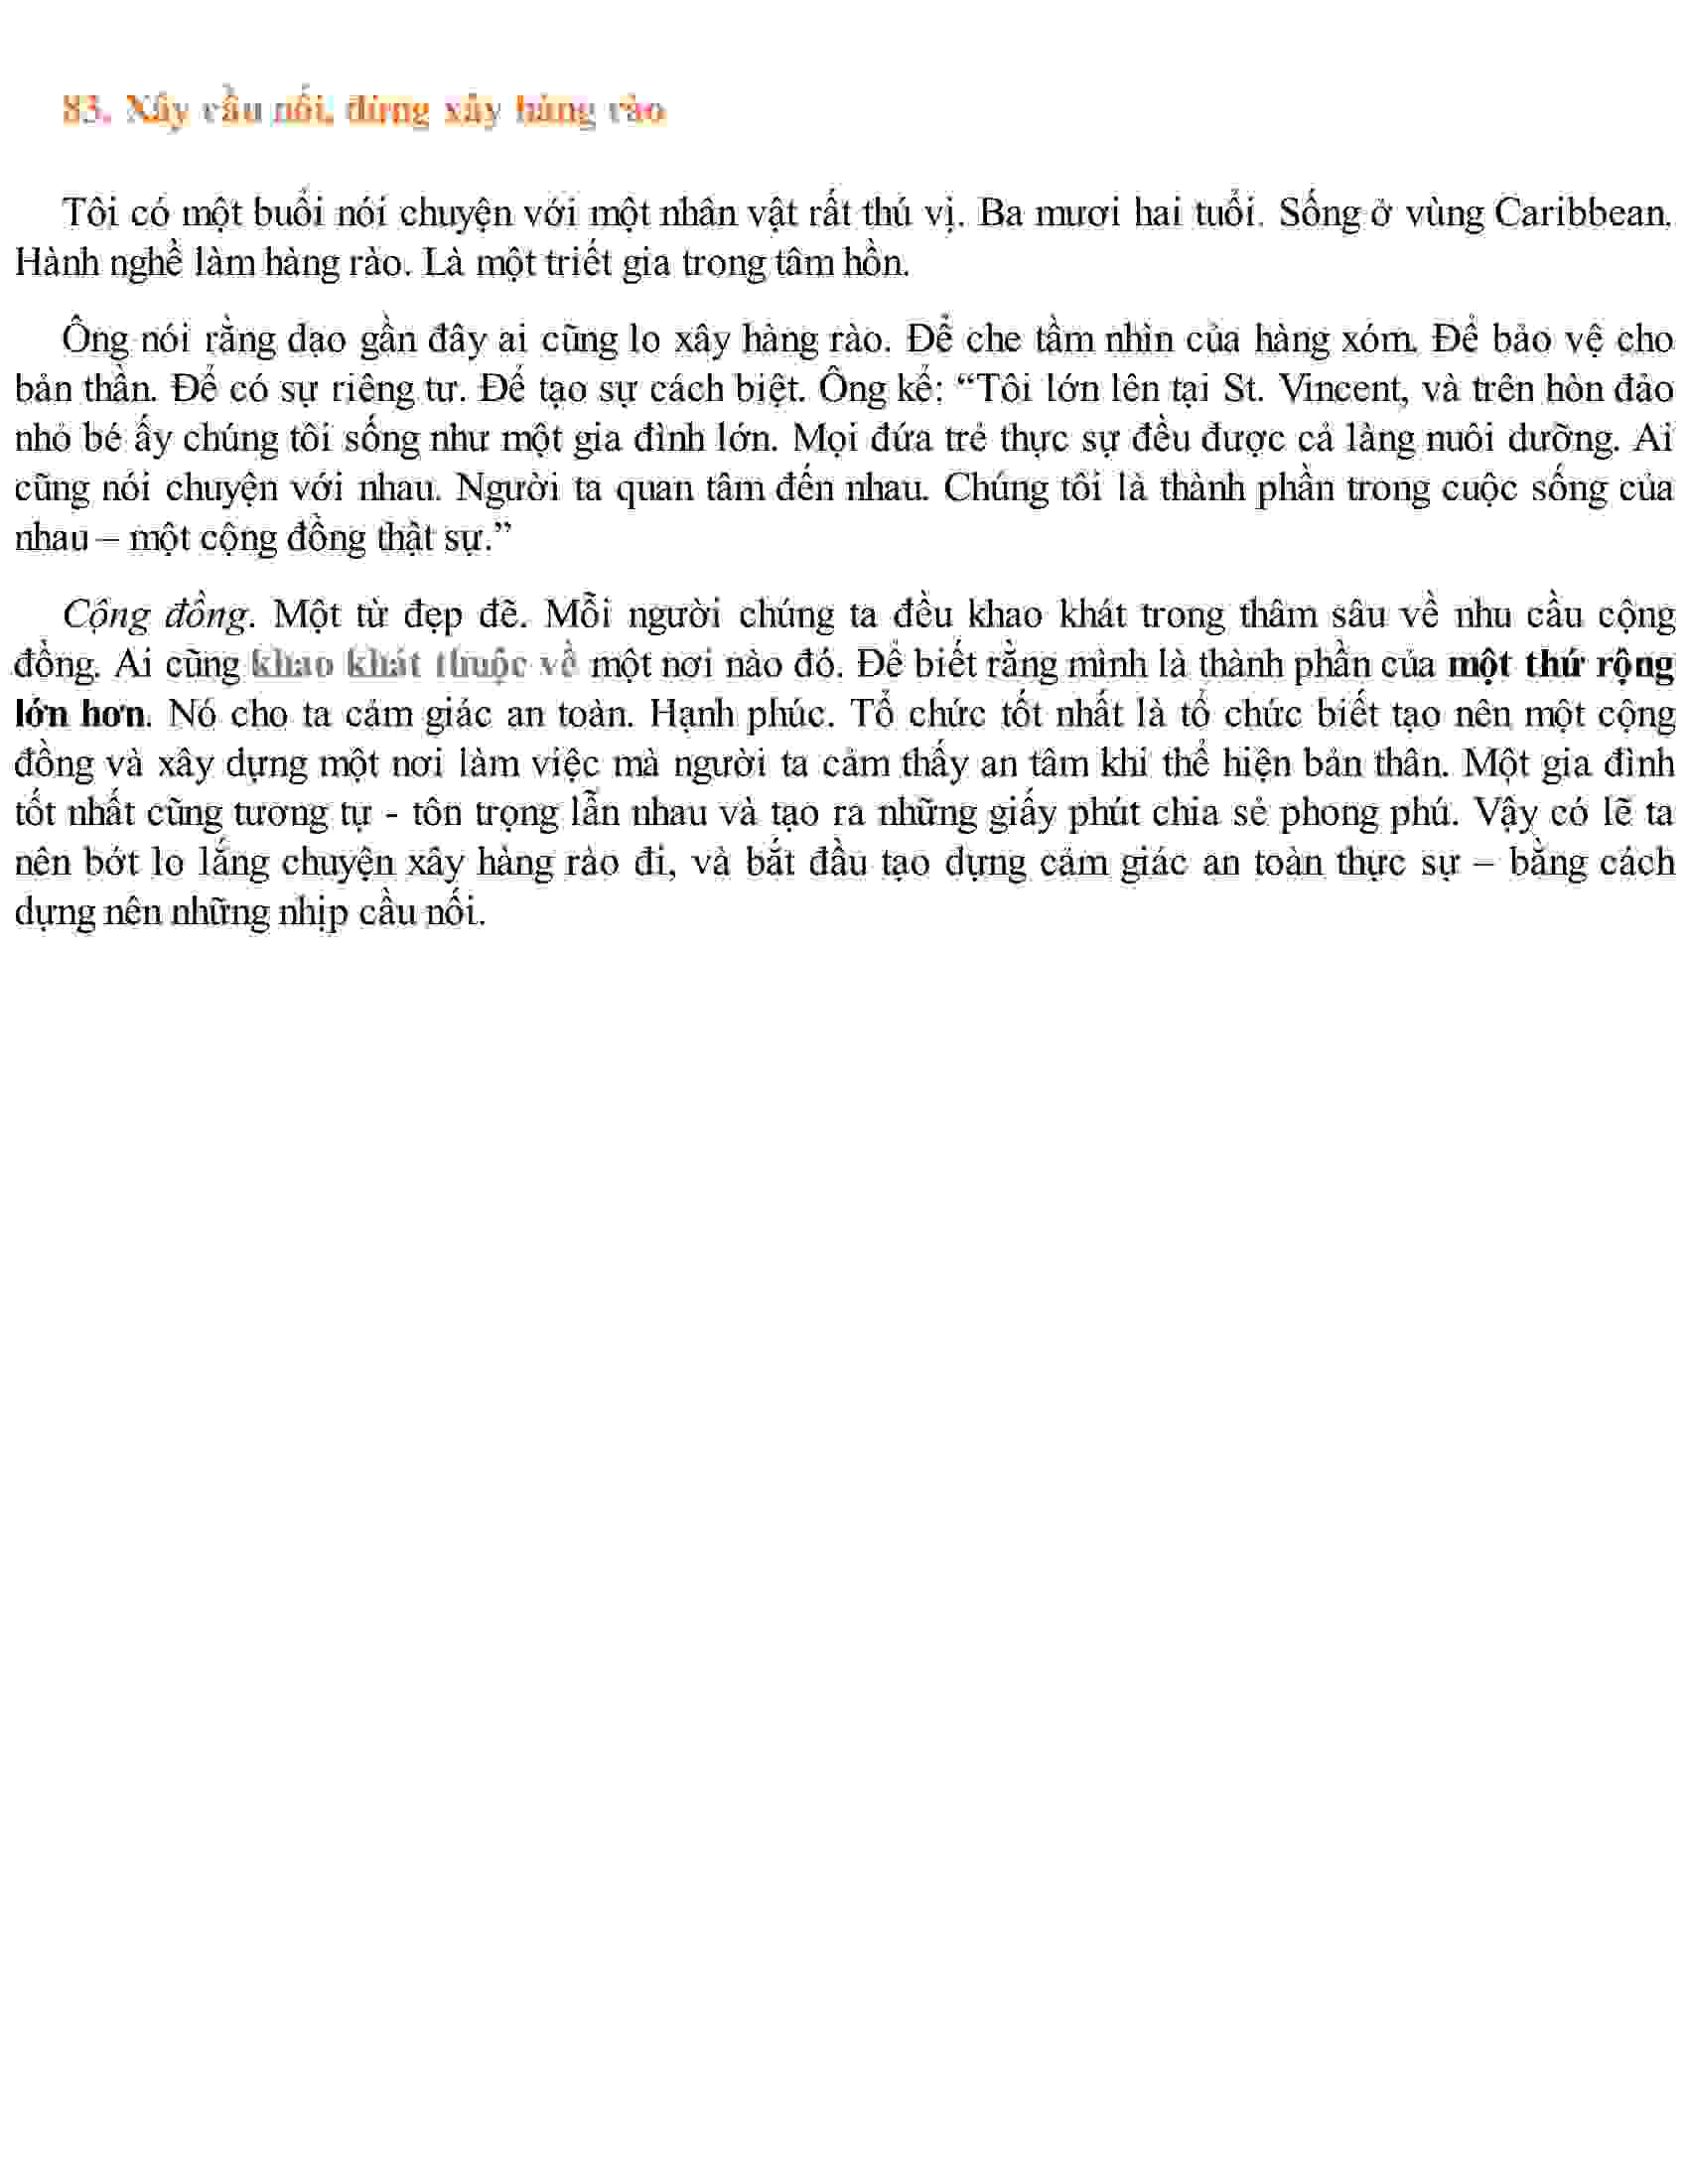 83. Xây cầu nối, đừng xây hàng rào
Tôi có một buổi nói chuyện với một nhân vật rất thú vị. Ba mươi hai tuổi. Sống ở vùng Caribbean.
Hành nghề làm hàng rào. Là một triết gia trong tâm hồn.
Ông nói rằng dạo gần đây ai cũng lo xây hàng rào. Để che tầm nhìn của hàng xóm. Để bảo vệ cho
bản thần. Để có sự riêng tư. Để tạo sự cách biệt. Ông kể: “Tôi lớn lên tại St. Vincent, và trên hòn đảo
nhỏ bé ấy chúng tôi sống như một gia đình lớn. Mọi đứa trẻ thực sự đều được cả làng nuôi dưỡng. Ai
cũng nói chuyện với nhau. Người ta quan tâm đến nhau. Chúng tôi là thành phần trong cuộc sống của
nhau – một cộng đồng thật sự.”
Cộng đồng. Một từ đẹp đẽ. Mỗi người chúng ta đều khao khát trong thâm sâu về nhu cầu cộng
đồng. Ai cũng khao khát thuộc về một nơi nào đó. Để biết rằng mình là thành phần của một thứ rộng
lớn hơn. Nó cho ta cảm giác an toàn. Hạnh phúc. Tổ chức tốt nhất là tổ chức biết tạo nên một cộng
đồng và xây dựng một nơi làm việc mà người ta cảm thấy an tâm khi thể hiện bản thân. Một gia đình
tốt nhất cũng tương tự - tôn trọng lẫn nhau và tạo ra những giấy phút chia sẻ phong phú. Vậy có lẽ ta
nên bớt lo lắng chuyện xây hàng rào đi, và bắt đầu tạo dựng cảm giác an toàn thực sự – bằng cách
dựng nên những nhịp cầu nối.